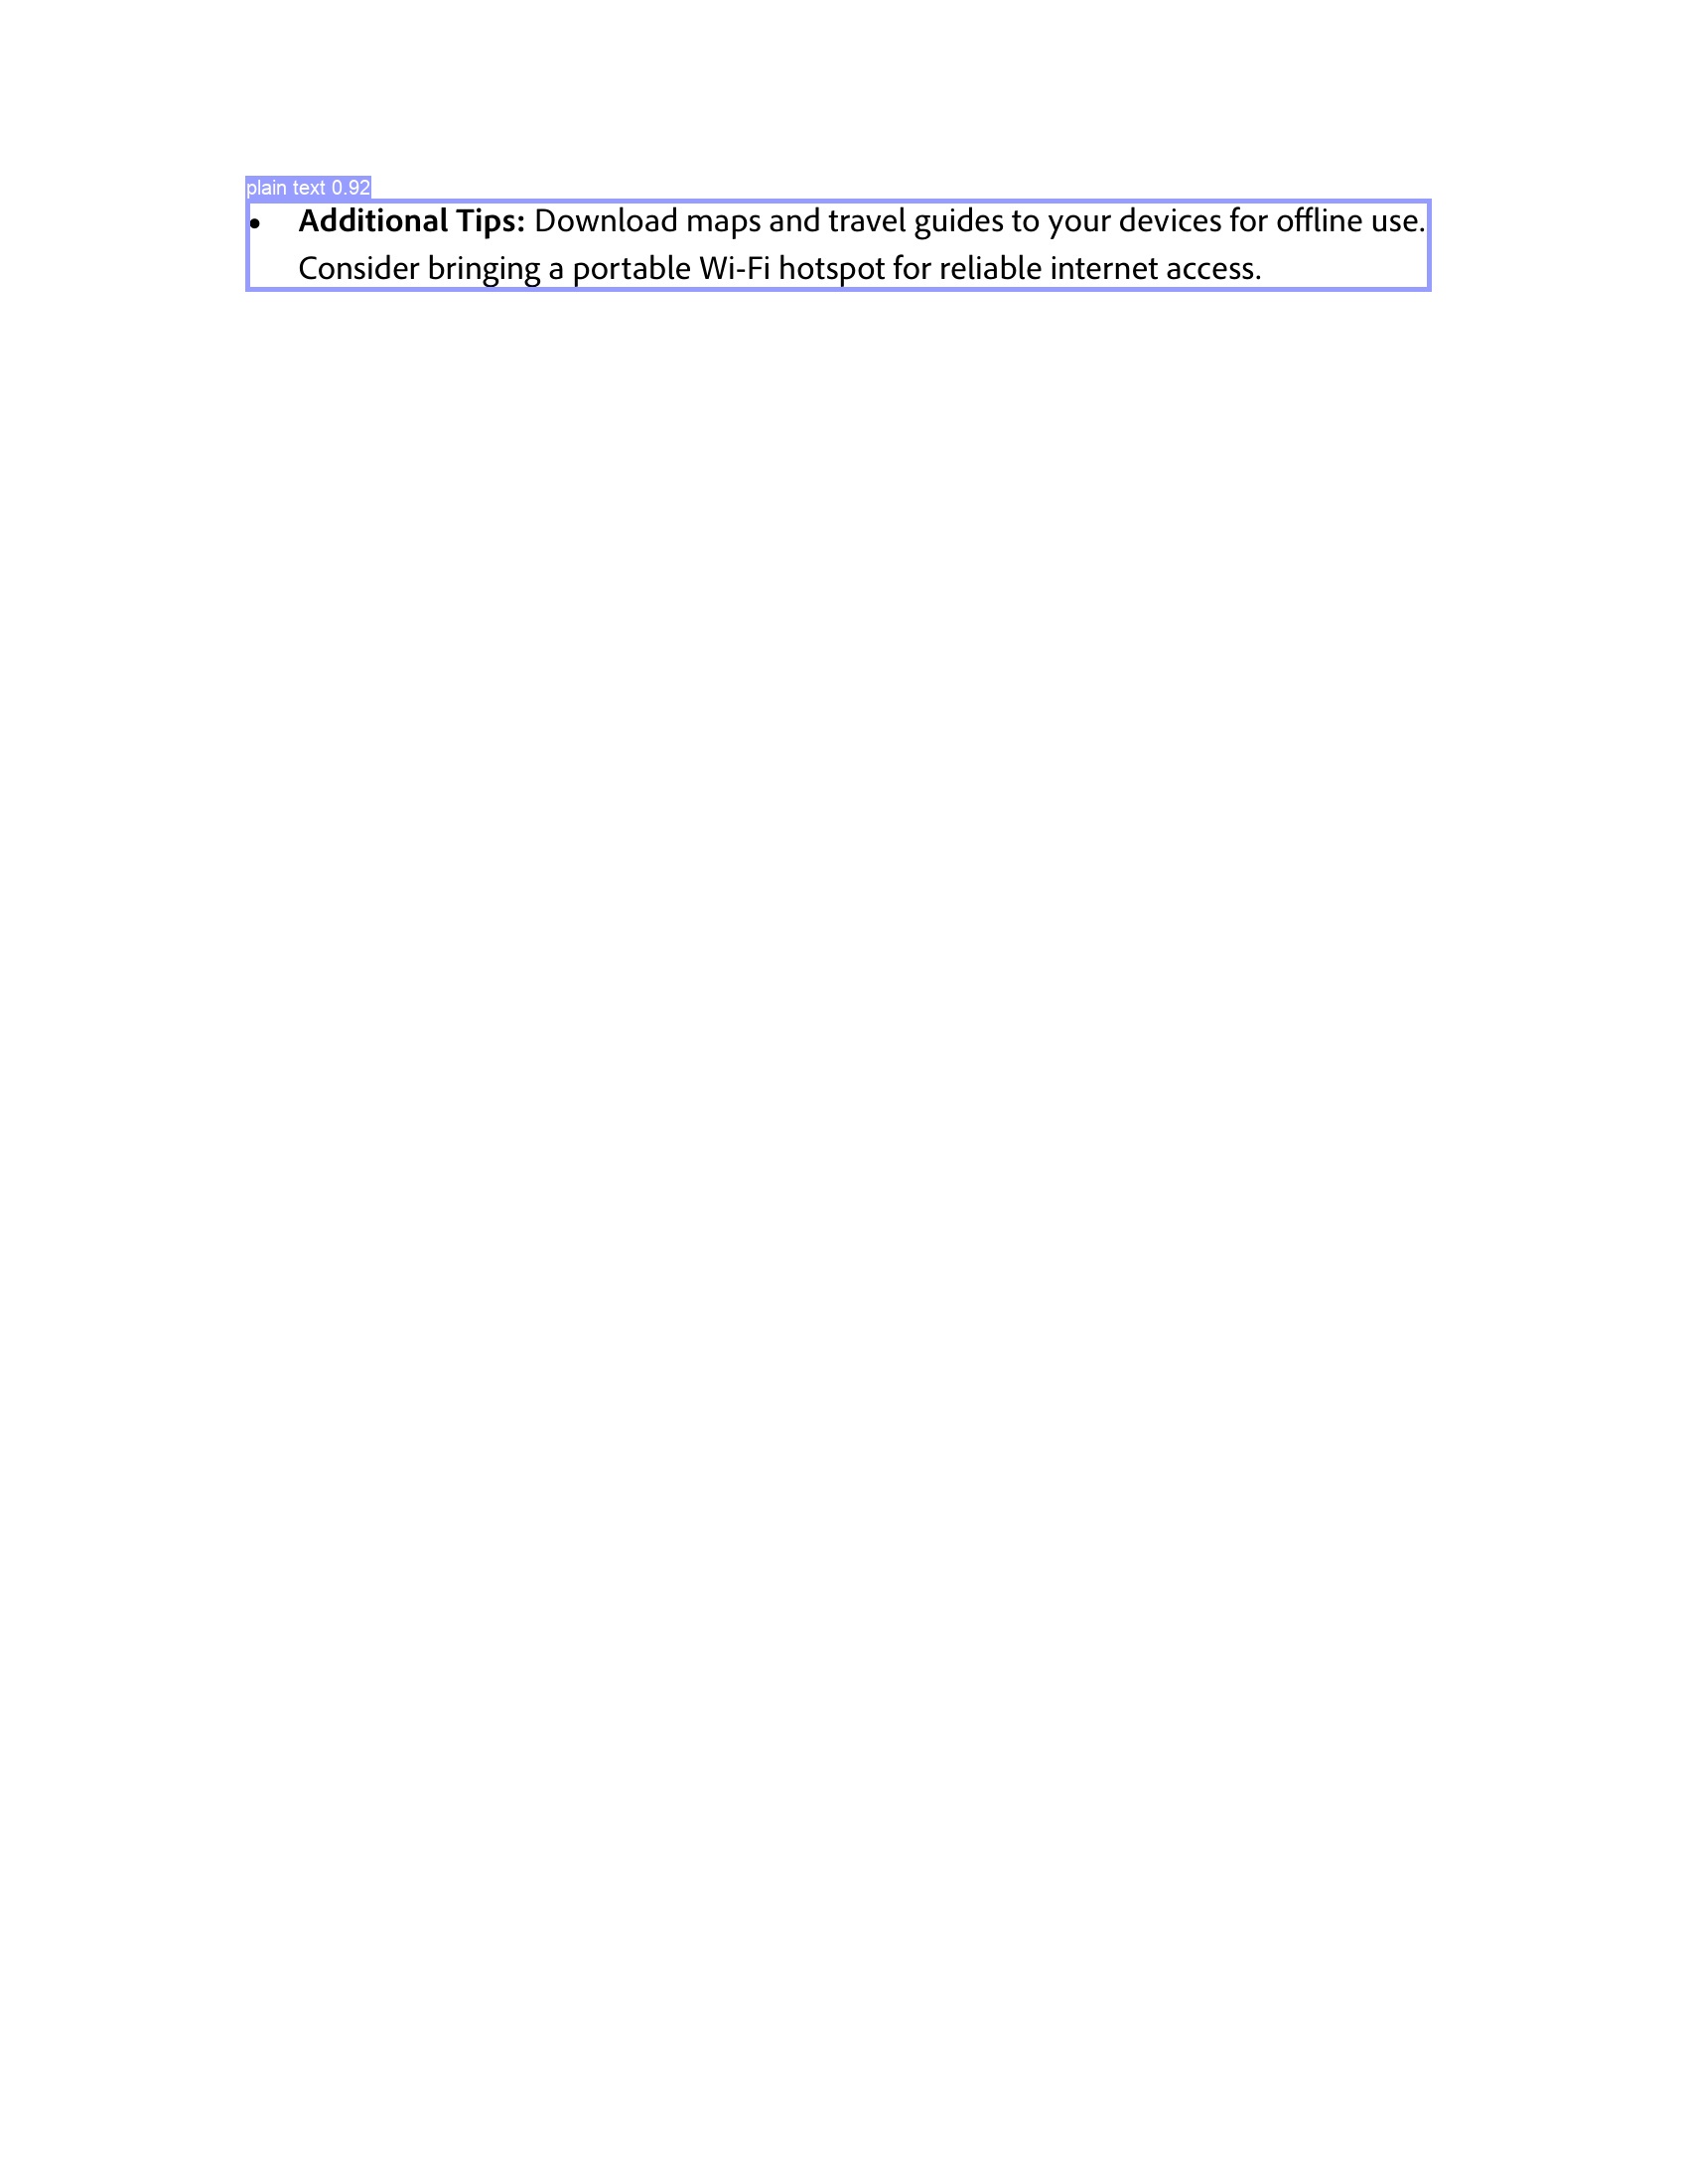 plain text 0.92
• Additional Tips: Download maps and travel guides to your devices for offline use.
Consider bringing a portable Wi-Fi hotspot for reliable internet access.